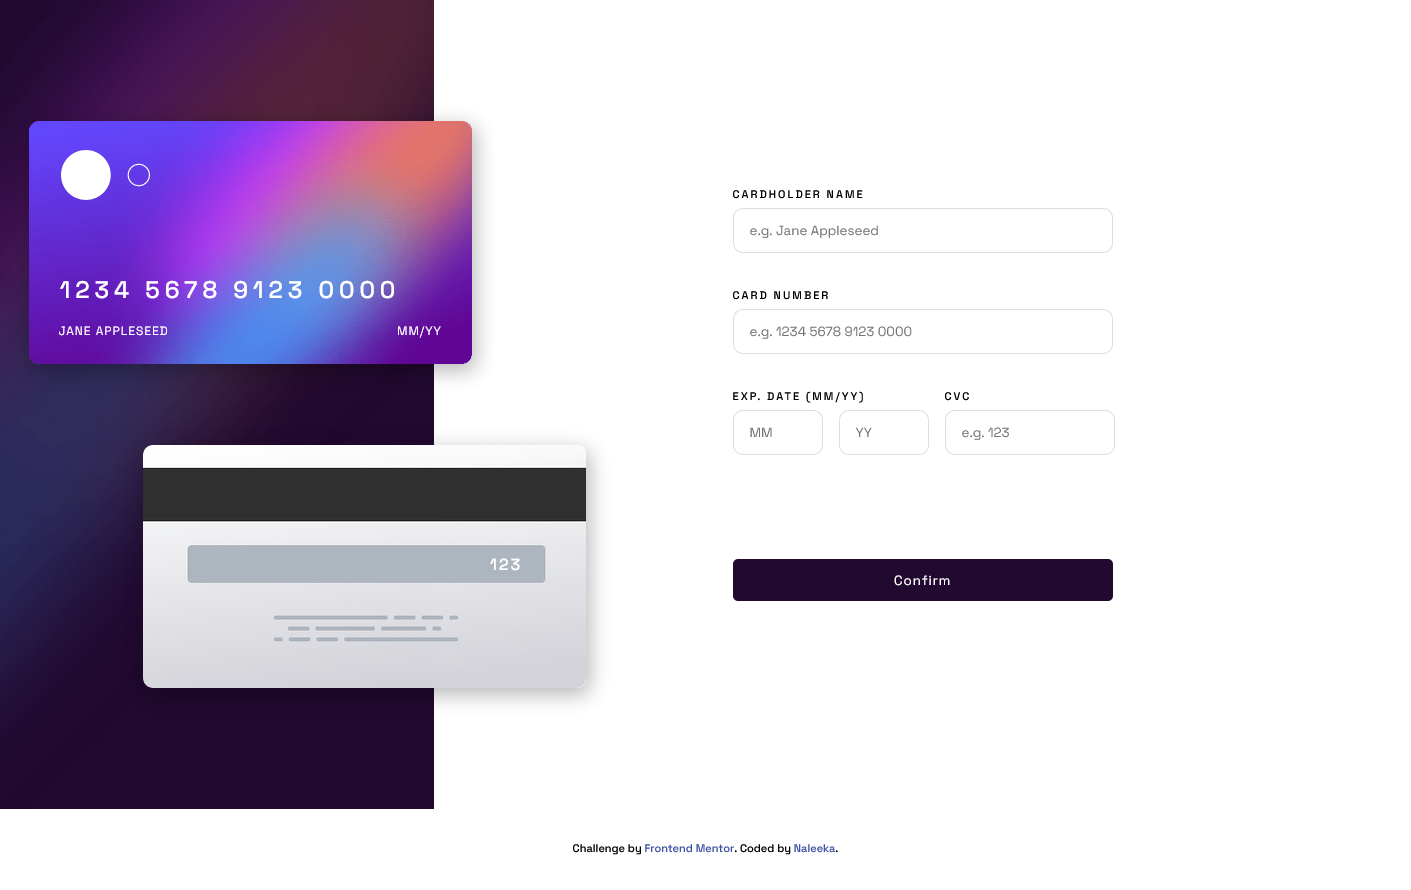 1234 5678 9123 0000
JANE APPLESEED MM/YY
123
CARDHOLDER NAME
e.g. Jane Appleseed
CARD NUMBER
e.g. 1234 5678 9123 0000
EXP. DATE (MM/YY) CVC
MM YY e.g. 123
Confirm
Challenge by Frontend Mentor. Coded by Naleeka.